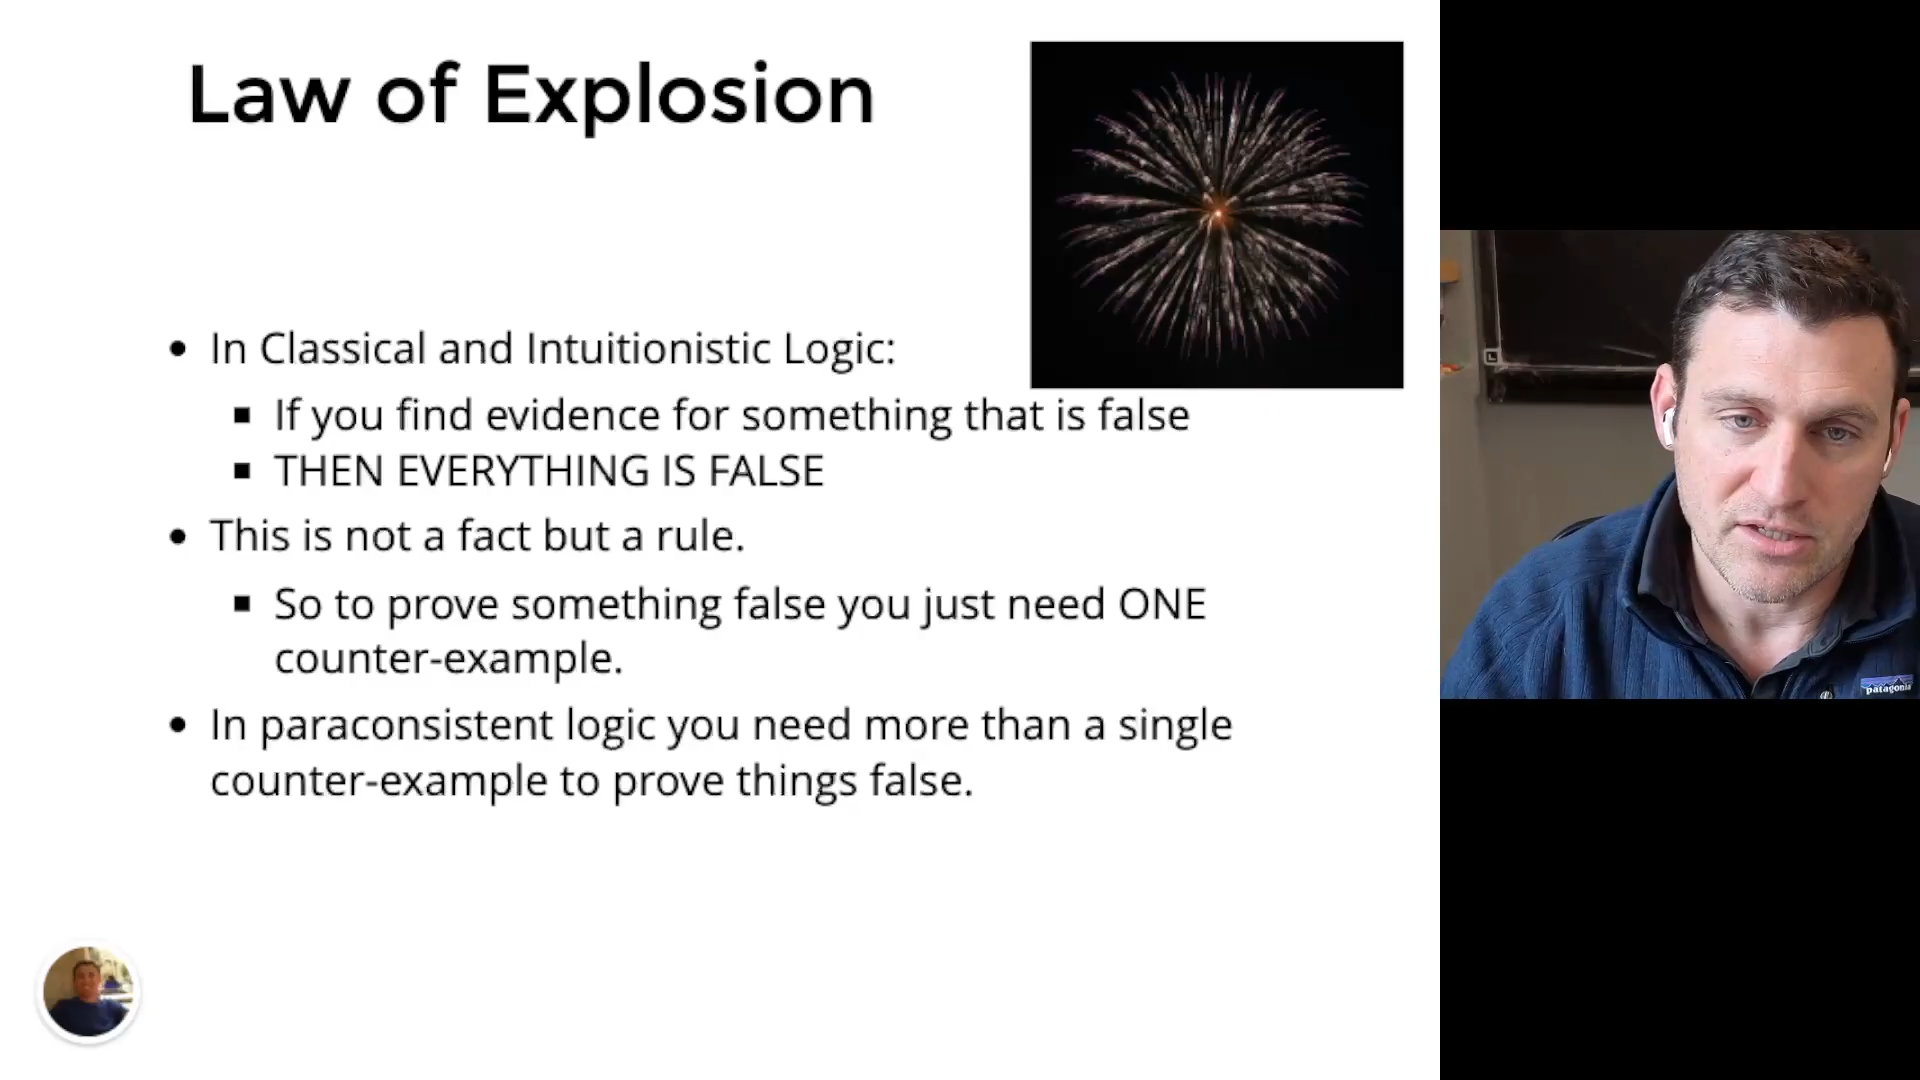 Law of Explosion
• In Classical and Intuitionistic Logic:
▪ If you find evidence for something that is false
▪ THEN EVERYTHING IS FALSE
• This is not a fact but a rule.
▪ So to prove something false you just need ONE
counter-example.
• In paraconsistent logic you need more than a single
counter-example to prove things false.
patagonia